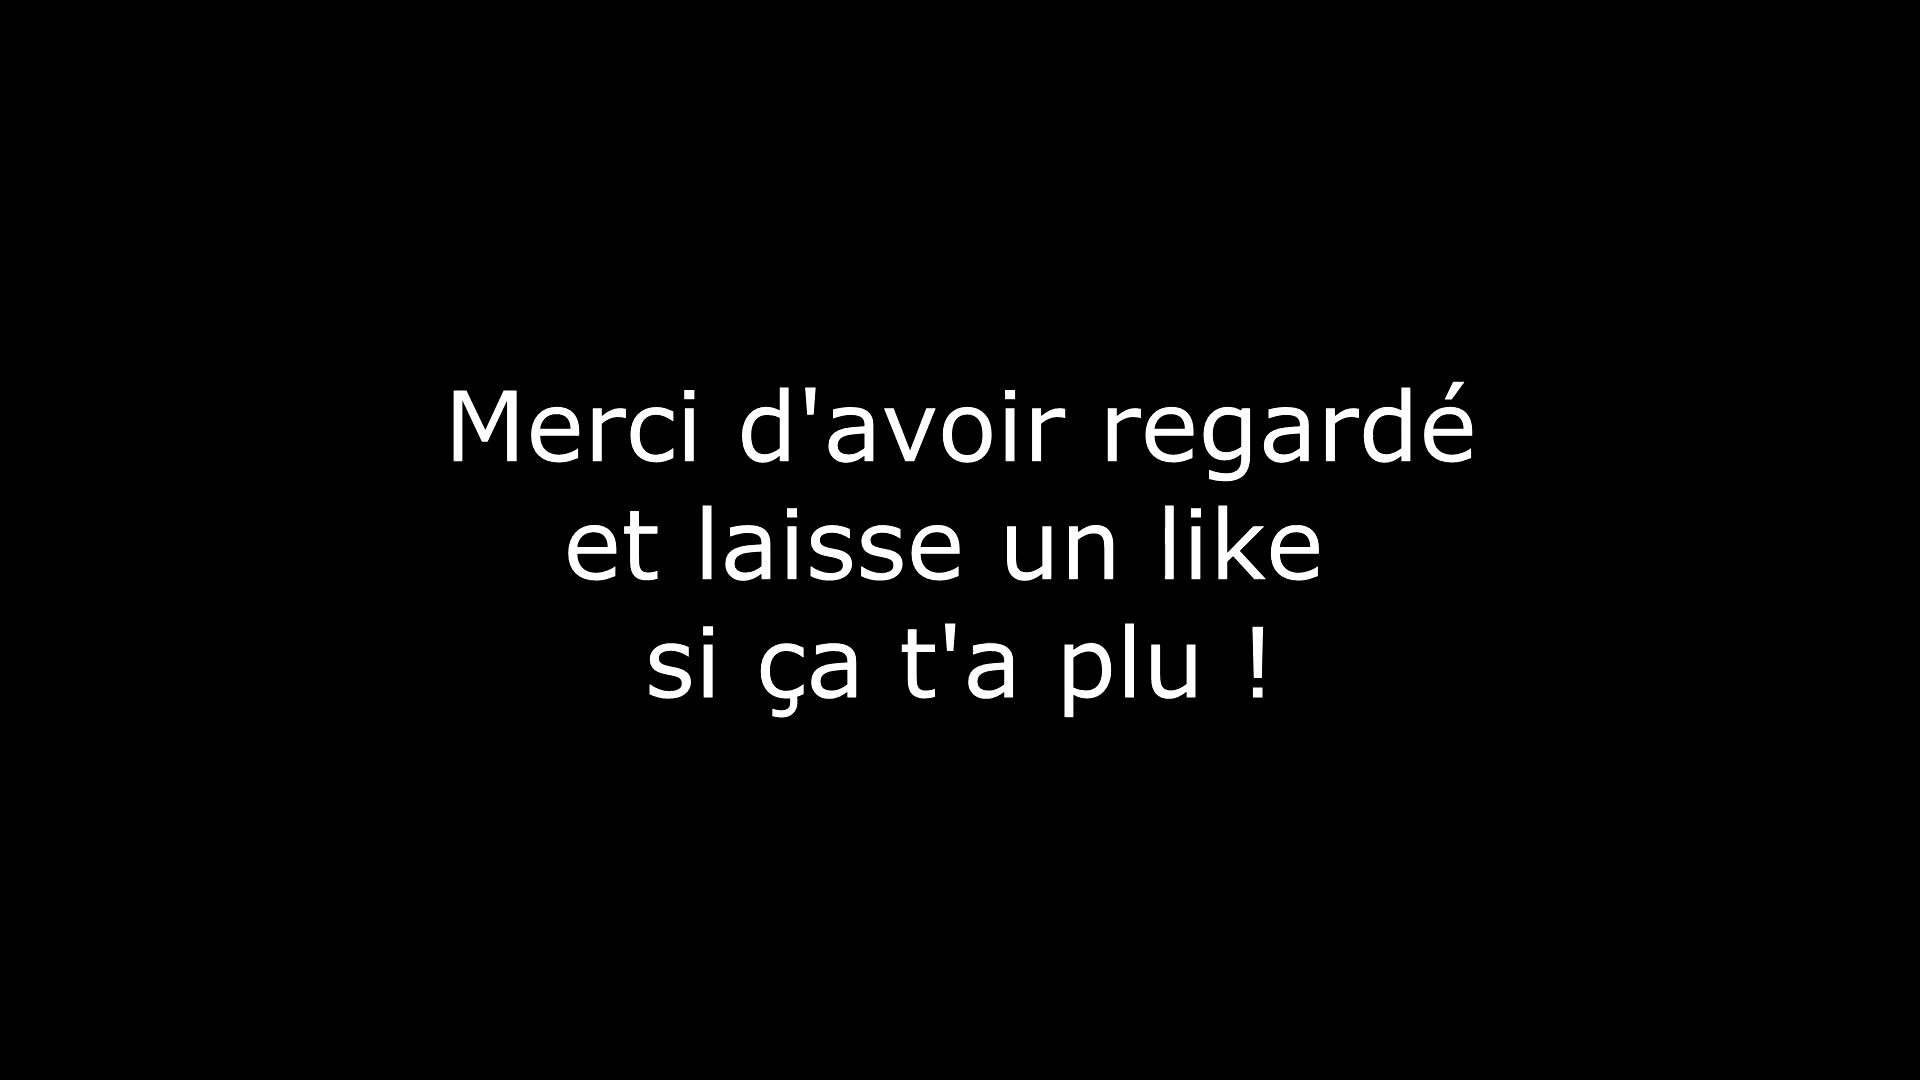 Merci d'avoir regardé
et laisse un like
si ça t'a plu !